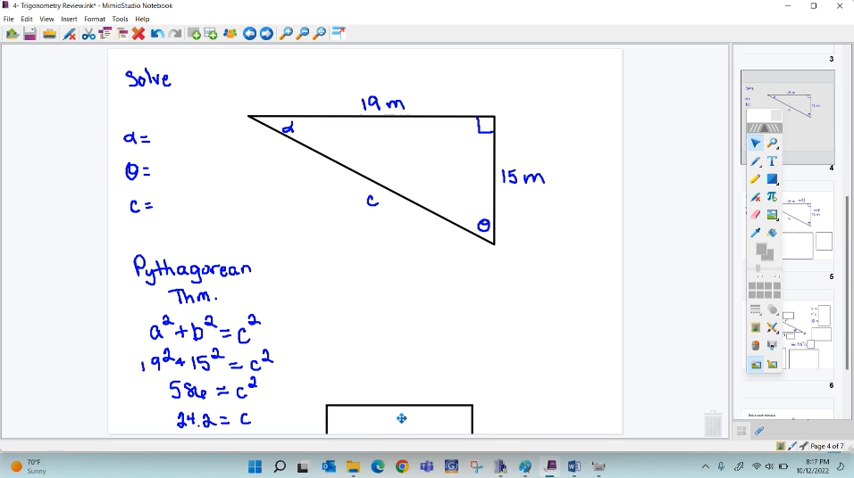 4- Trigonometry Review.ink* - MimioStudio Notebook
File Edit View Insert Format Tools Help
Solve
19 m
α
α=
θ=
15 m
c
c =
θ
Pythagorean
Thm.
a² + b² = c²
19² + 15² = c²
586 = c²
24.2 = c
3
4
5
6
Page 4 of 7
70°F
Sunny
8:17 PM
10/12/2022